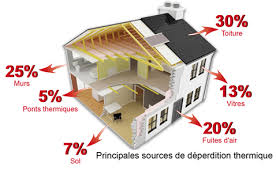 30%
Toiture
25%
Murs
5%
Ponts thermiques
13%
Vitres
20%
Fuites d'air
7%
Sol
Principales sources de déperdition thermique